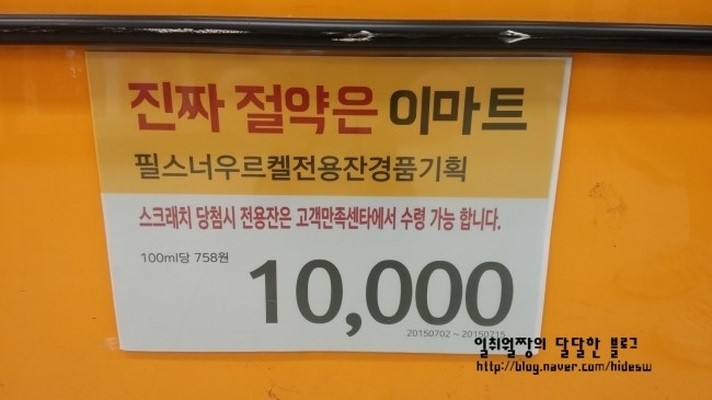 진짜 절약은 이마트
필스너우르켈전용잔경품기획
스크래치 당첨시 전용잔은 고객만족센타에서 수령 가능 합니다.
100ml당 758원
10,000
20150702 ~ 20150715
일취월짱의 달달한 블로그
http://blog.naver.com/hidesw